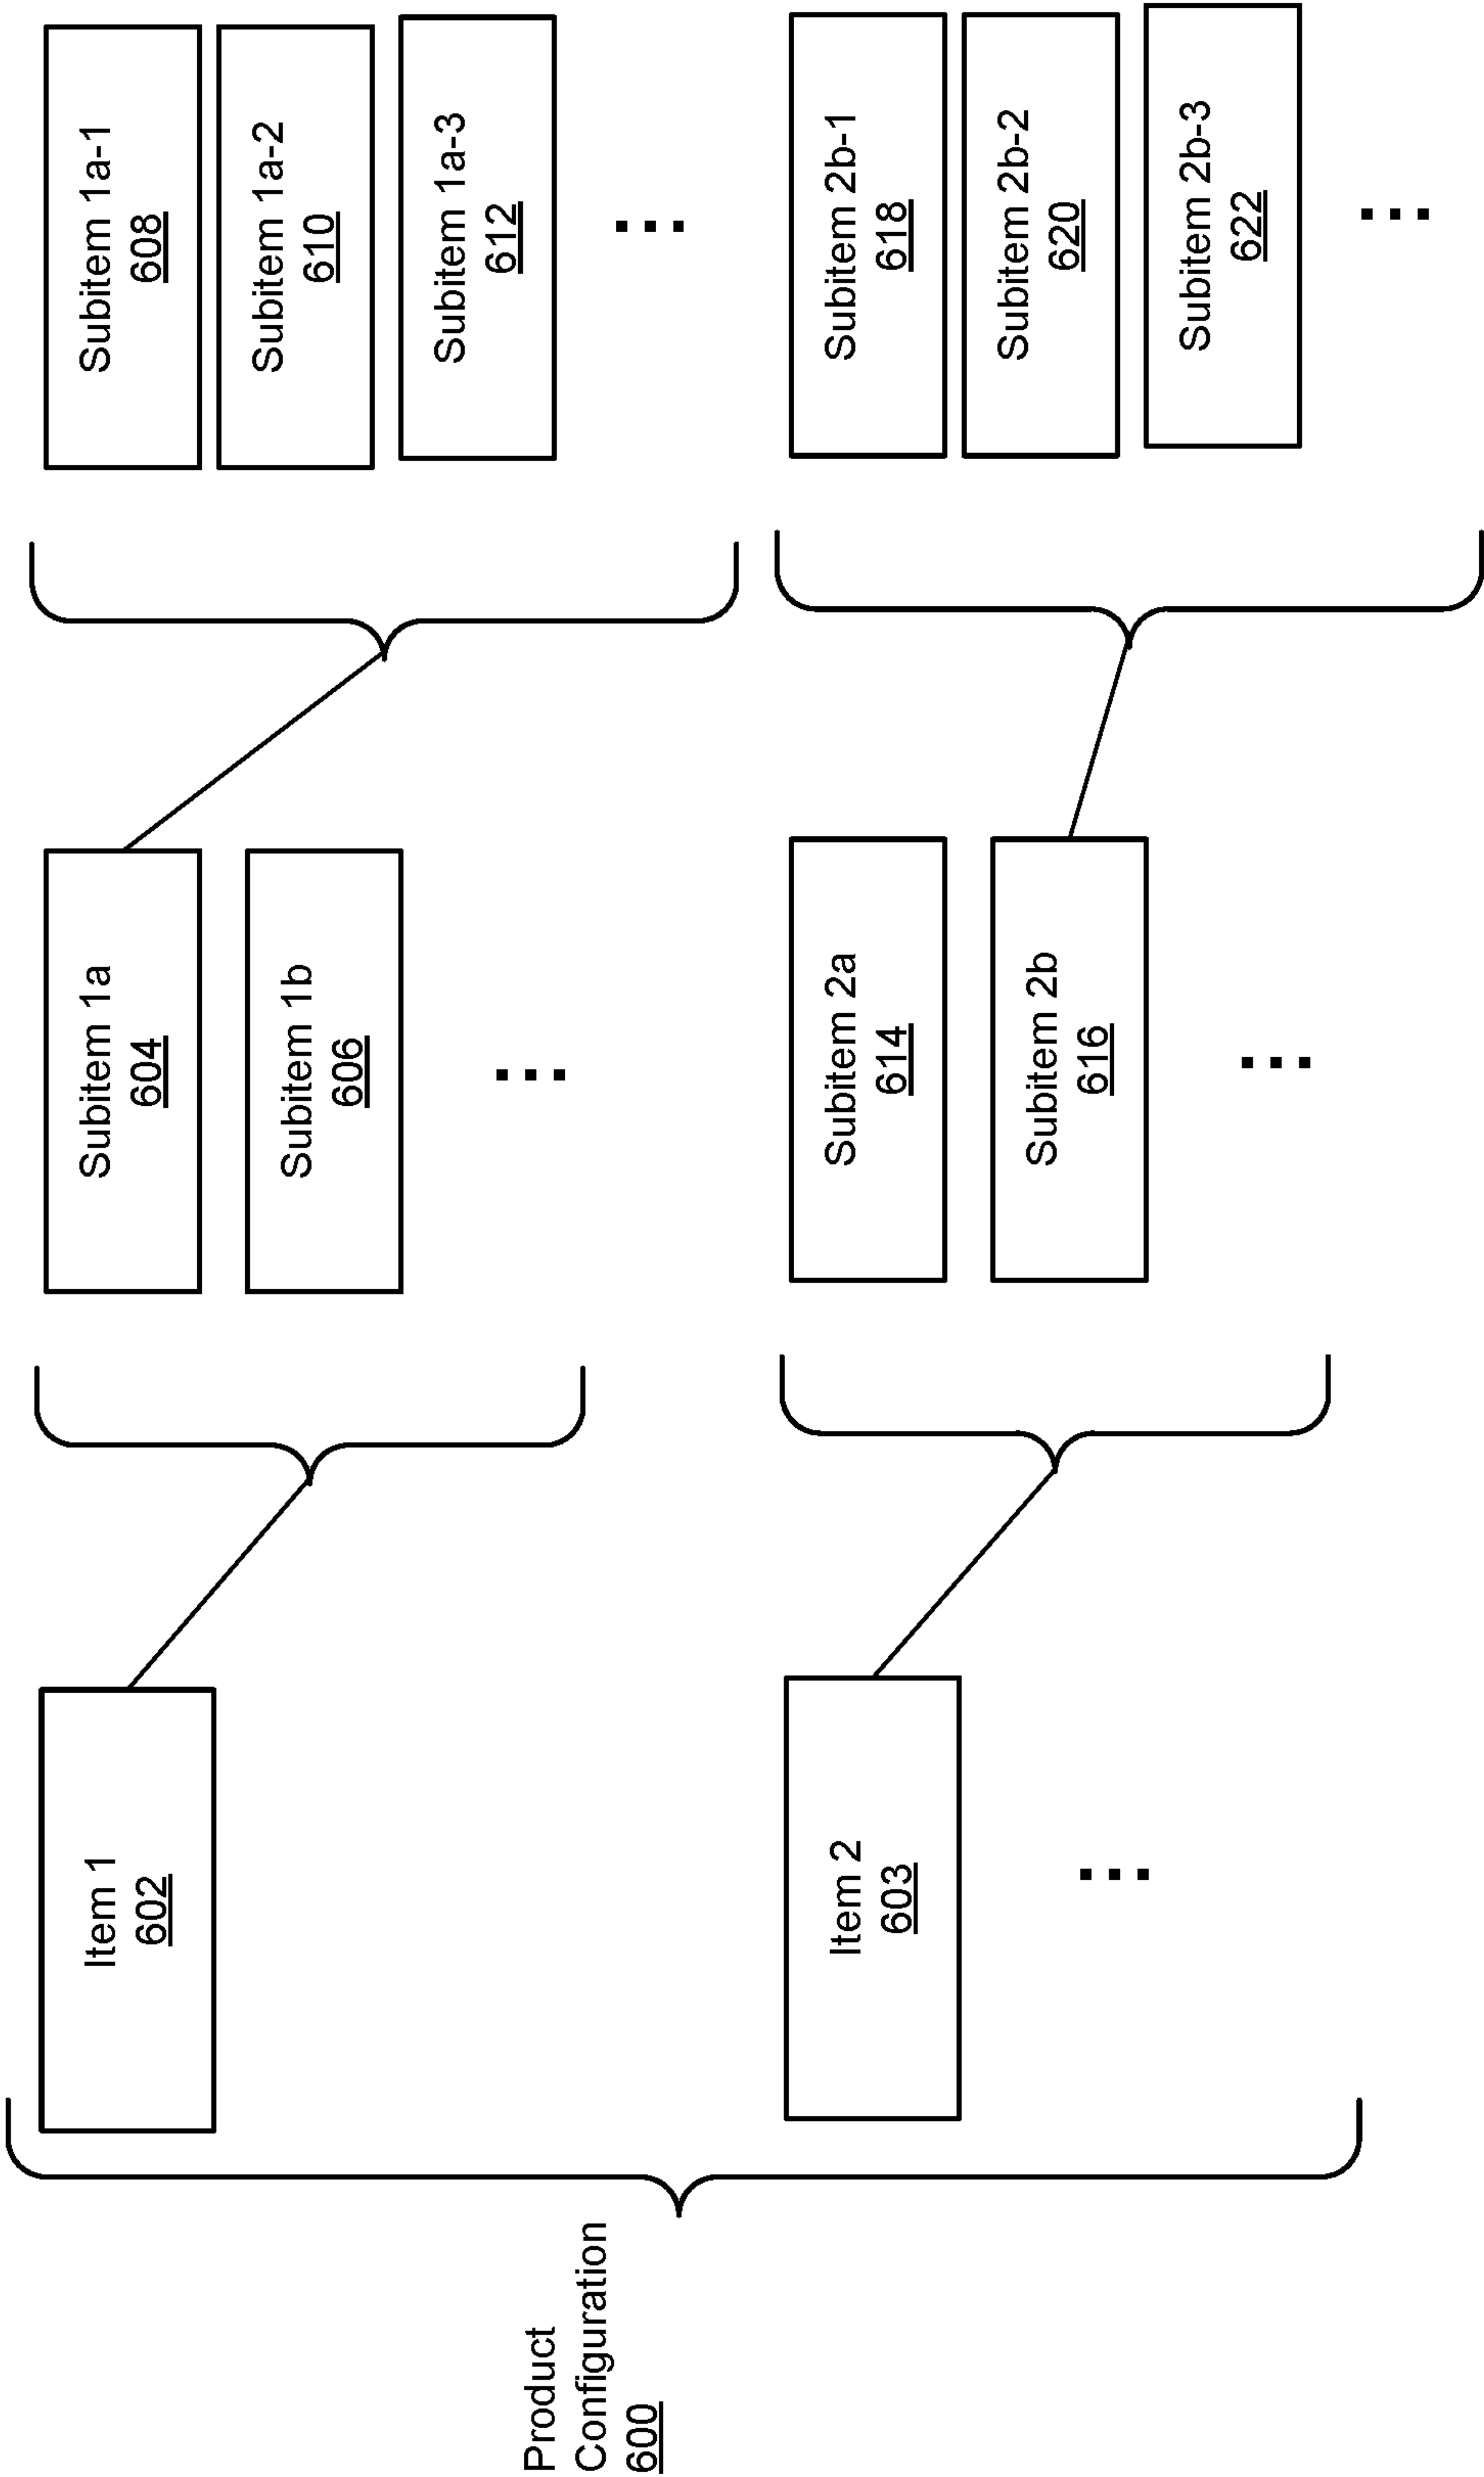 Product
Configuration
600
Item 1
602
Subitem 1a
604
Subitem 1b
606
Subitem 1a-1
608
Subitem 1a-2
610
Subitem 1a-3
612
Item 2
603
Subitem 2a
614
Subitem 2b
616
Subitem 2b-1
618
Subitem 2b-2
620
Subitem 2b-3
622